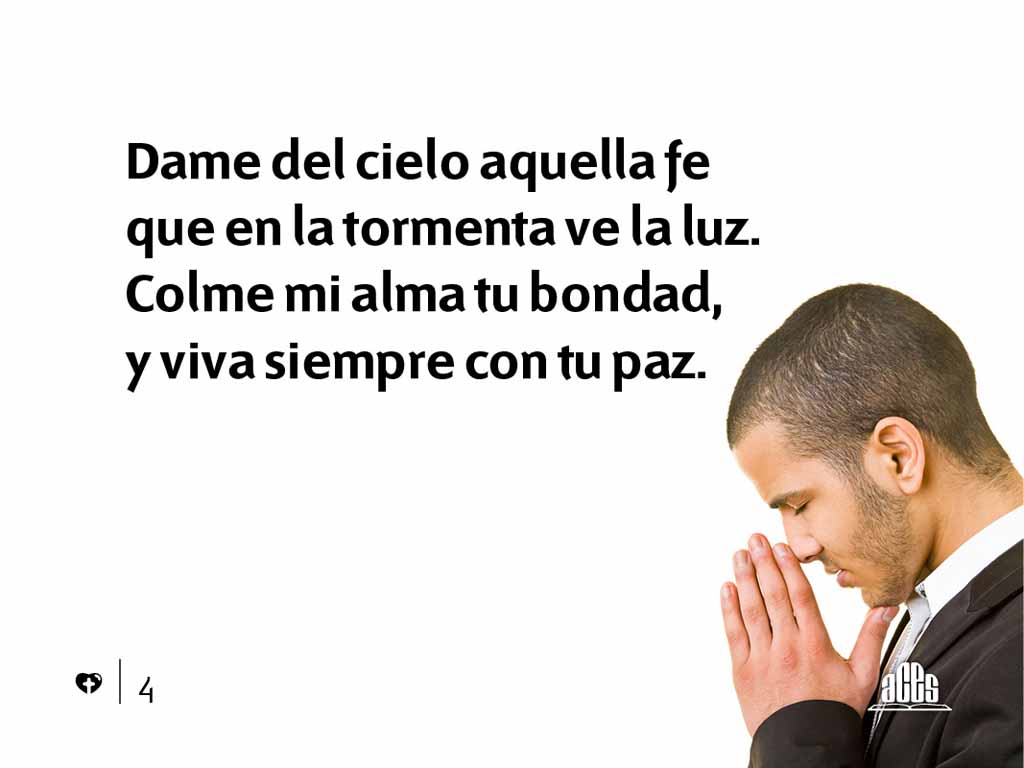 Dame del cielo aquella fe
que en la tormenta ve la luz.
Colme mi alma tu bondad,
y viva siempre con tu paz.
4
aces